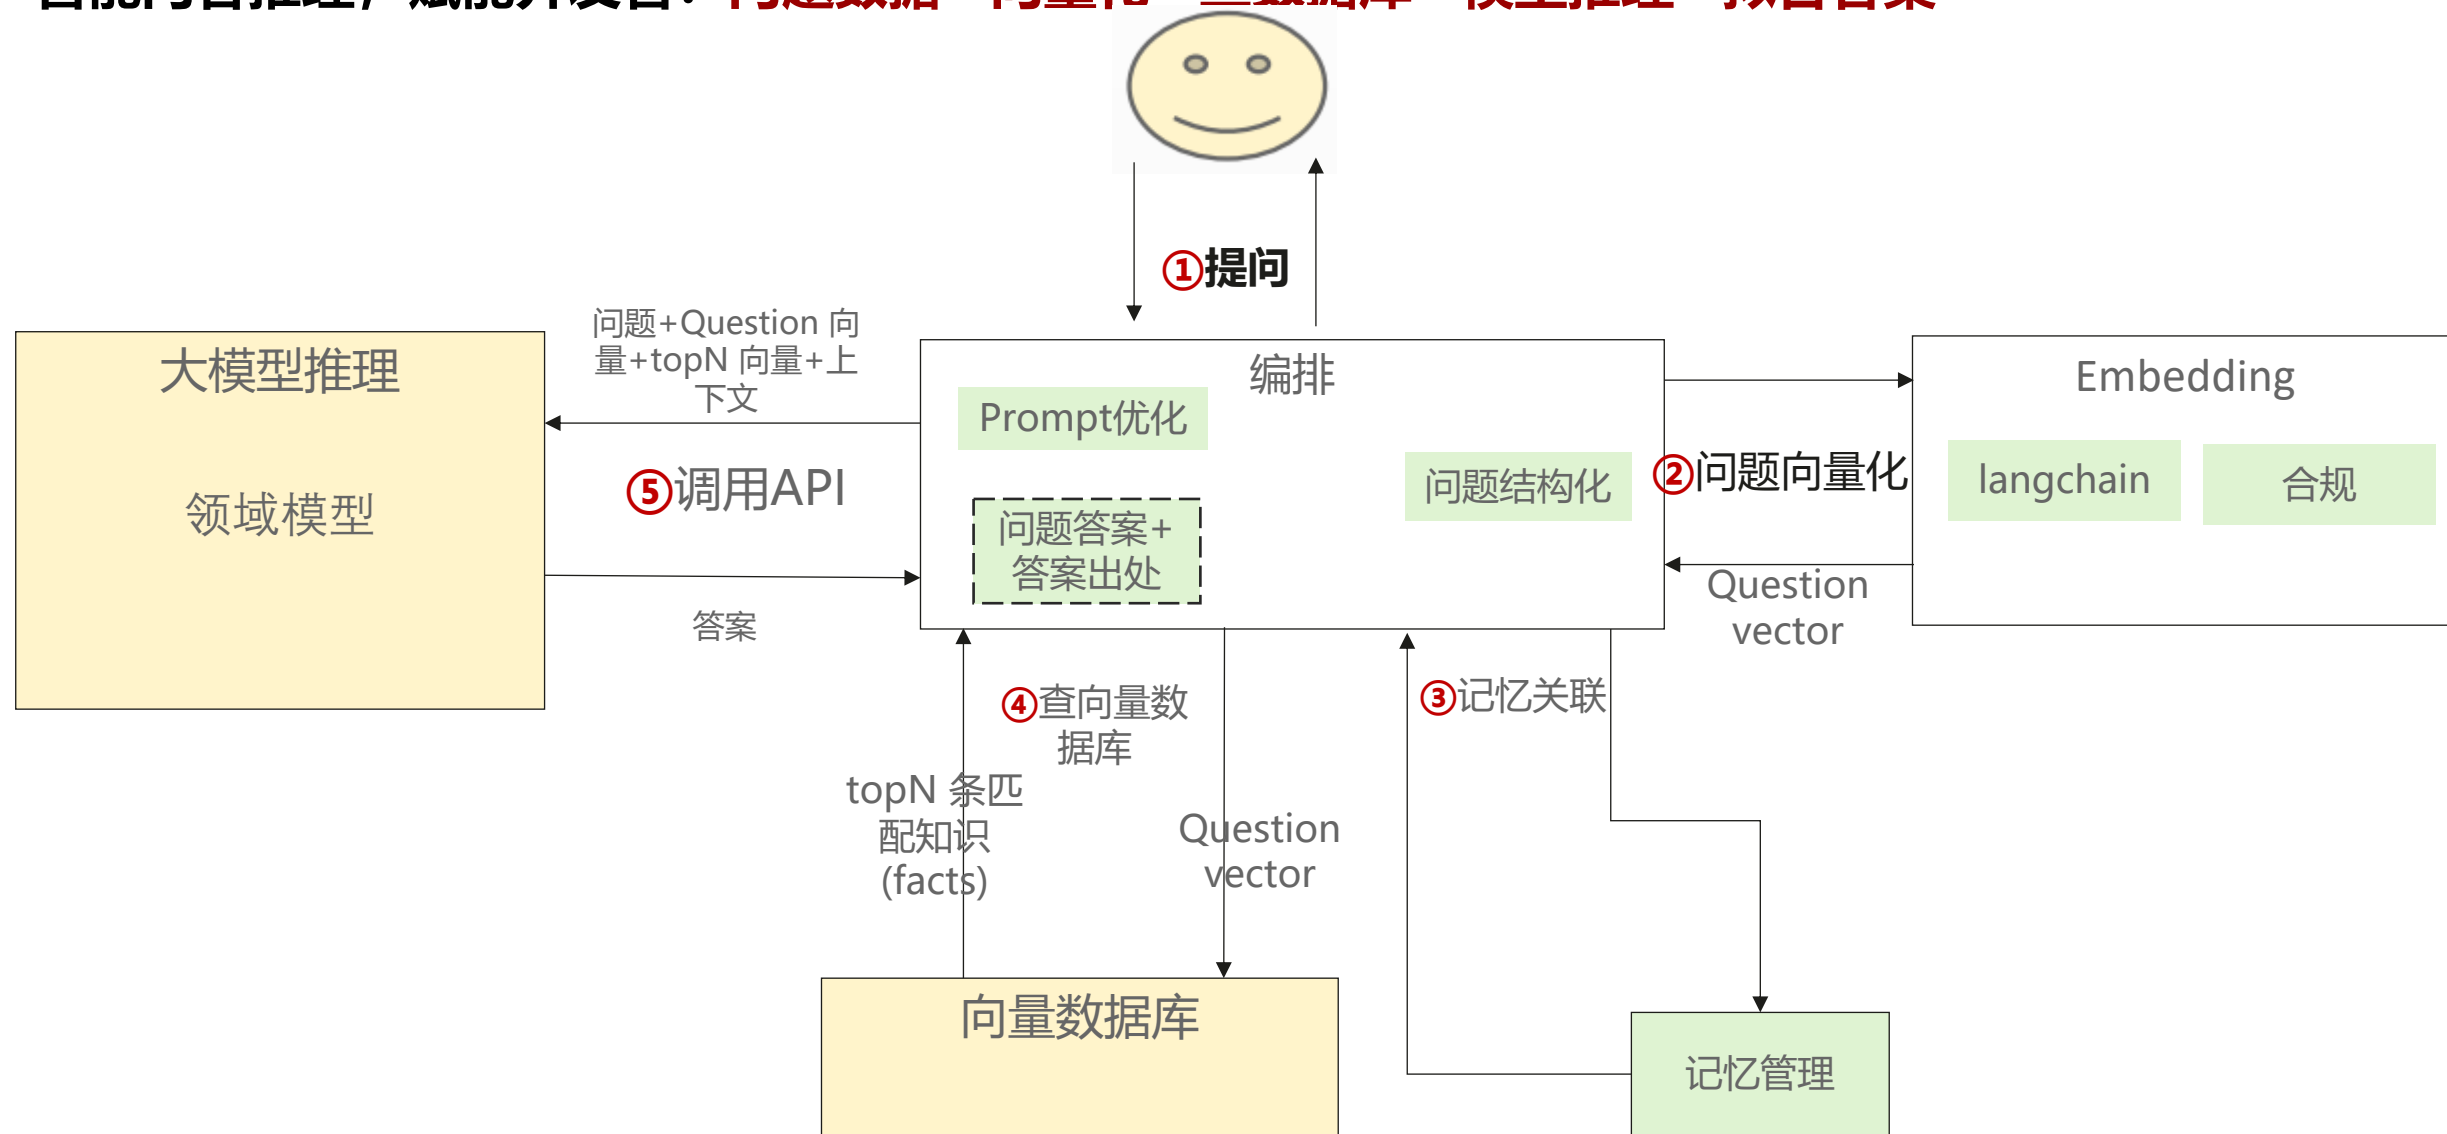 ①提问
问题+Question 向
量+topN 向量+上
下文
大模型推理
领域模型
⑤调用API
答案
编排
Prompt优化
问题结构化
问题答案+
答案出处
②问题向量化
Question
vector
Embedding
langchain
合规
④查向量数
据库
③记忆关联
topN 条匹
配知识
(facts)
Question
vector
向量数据库
记忆管理